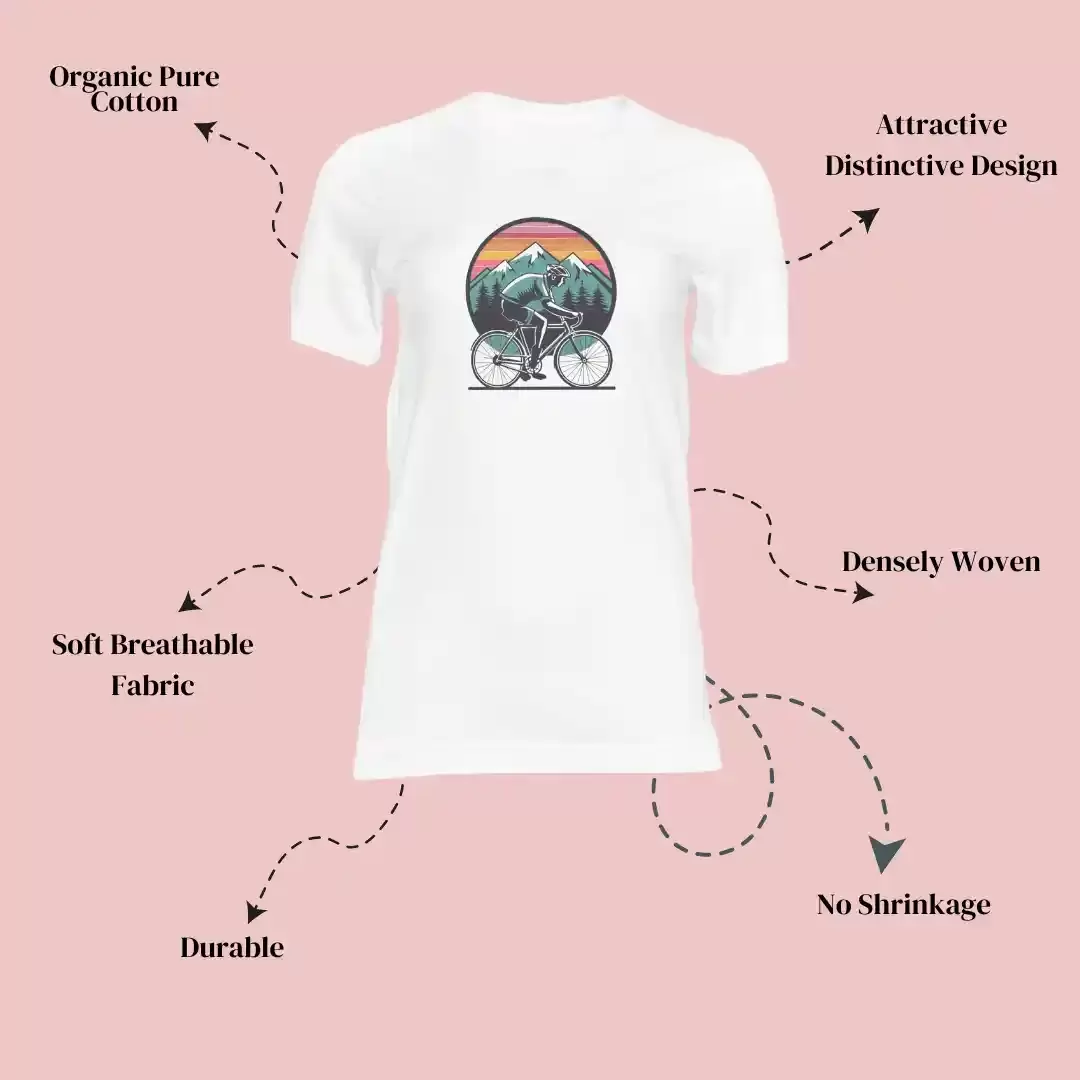 Organic Pure
Cotton
Attractive
Distinctive Design
Densely Woven
Soft Breathable
Fabric
No Shrinkage
Durable